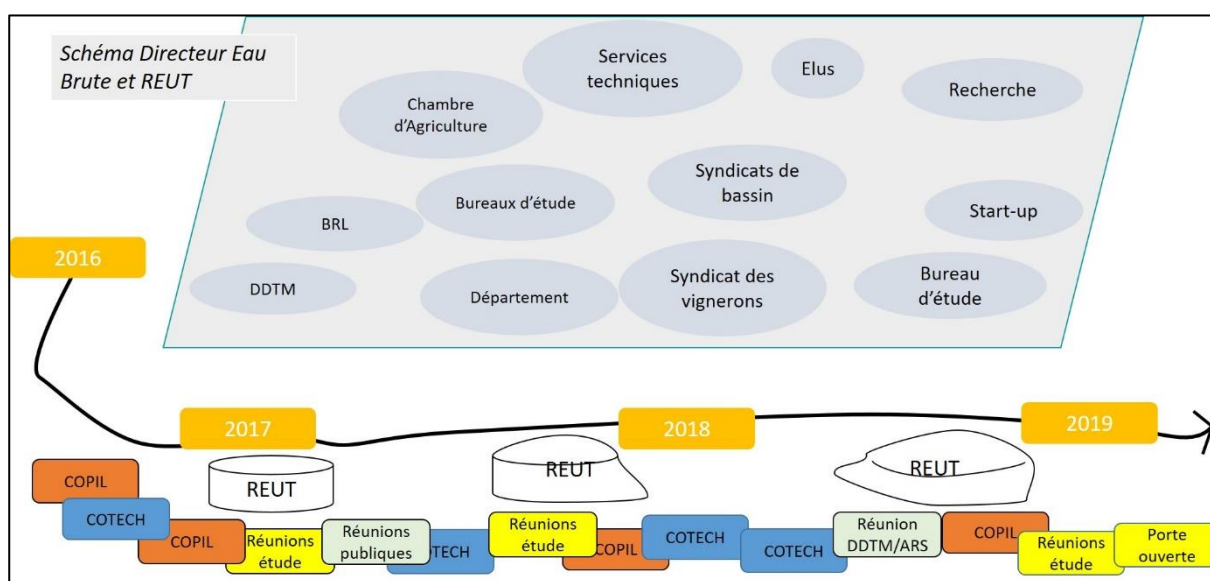 Schéma Directeur Eau
Brute et REUT
Services
techniques
Elus
Recherche
Chambre
d'Agriculture
Syndicats de
bassin
Bureaux d'étude
BRL
Start-up
2016
DDTM
Département
Syndicat des
vignerons
Bureau
d'étude
2017
2018
2019
REUT
REUT
REUT
COPIL
COTECH
COPIL
Réunions
étude
Réunions
publiques
OTECH
Réunions
étude
COPIL
COTECH
COTECH
Réunion
DDTM/ARS
COPIL
Réunions
étude
Porte
ouverte